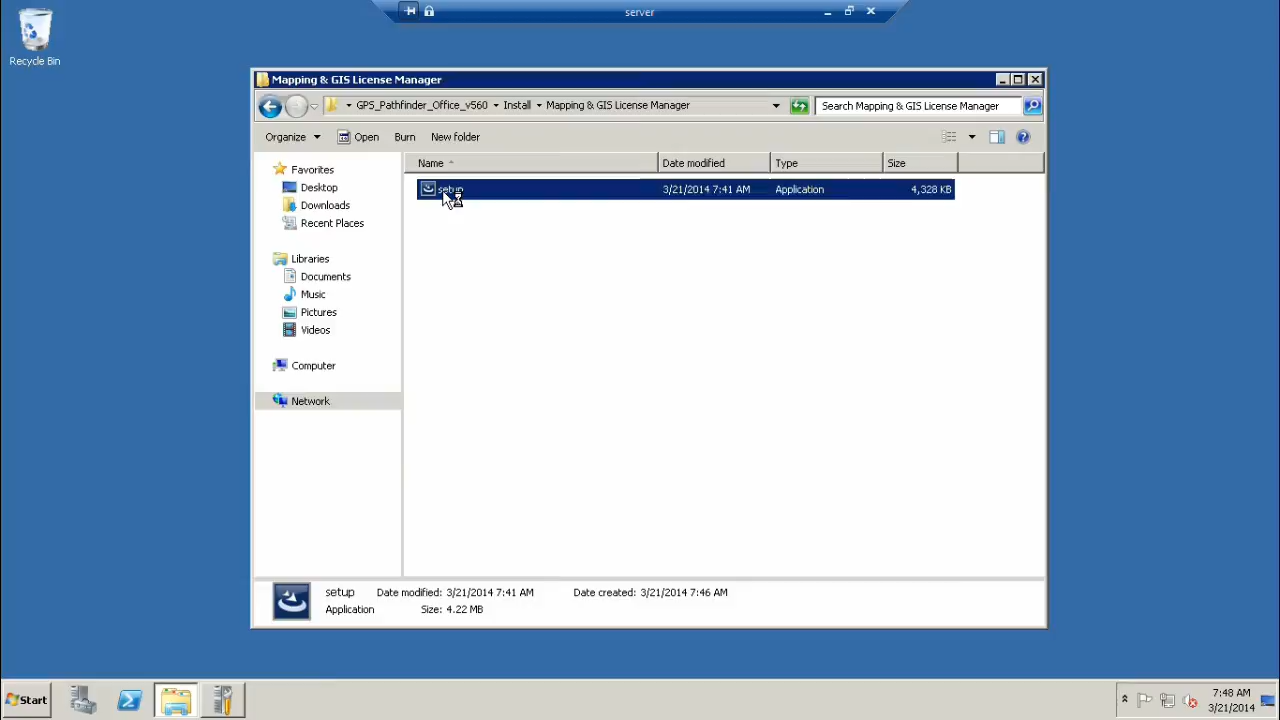 server
Recycle Bin
Mapping & GIS License Manager
GPS_Pathfinder_Office_v560 Install Mapping & GIS License Manager Search Mapping & GIS License Manager
Organize Open Burn New folder
Name Date modified Type Size
setup 3/21/2014 7:41 AM Application 4,328 KB
Favorites
Desktop
Downloads
Recent Places
Libraries
Documents
Music
Pictures
Videos
Computer
Network
setup Date modified: 3/21/2014 7:41 AM Date created: 3/21/2014 7:46 AM
Application Size: 4.22 MB
Start 7:48 AM
3/21/2014